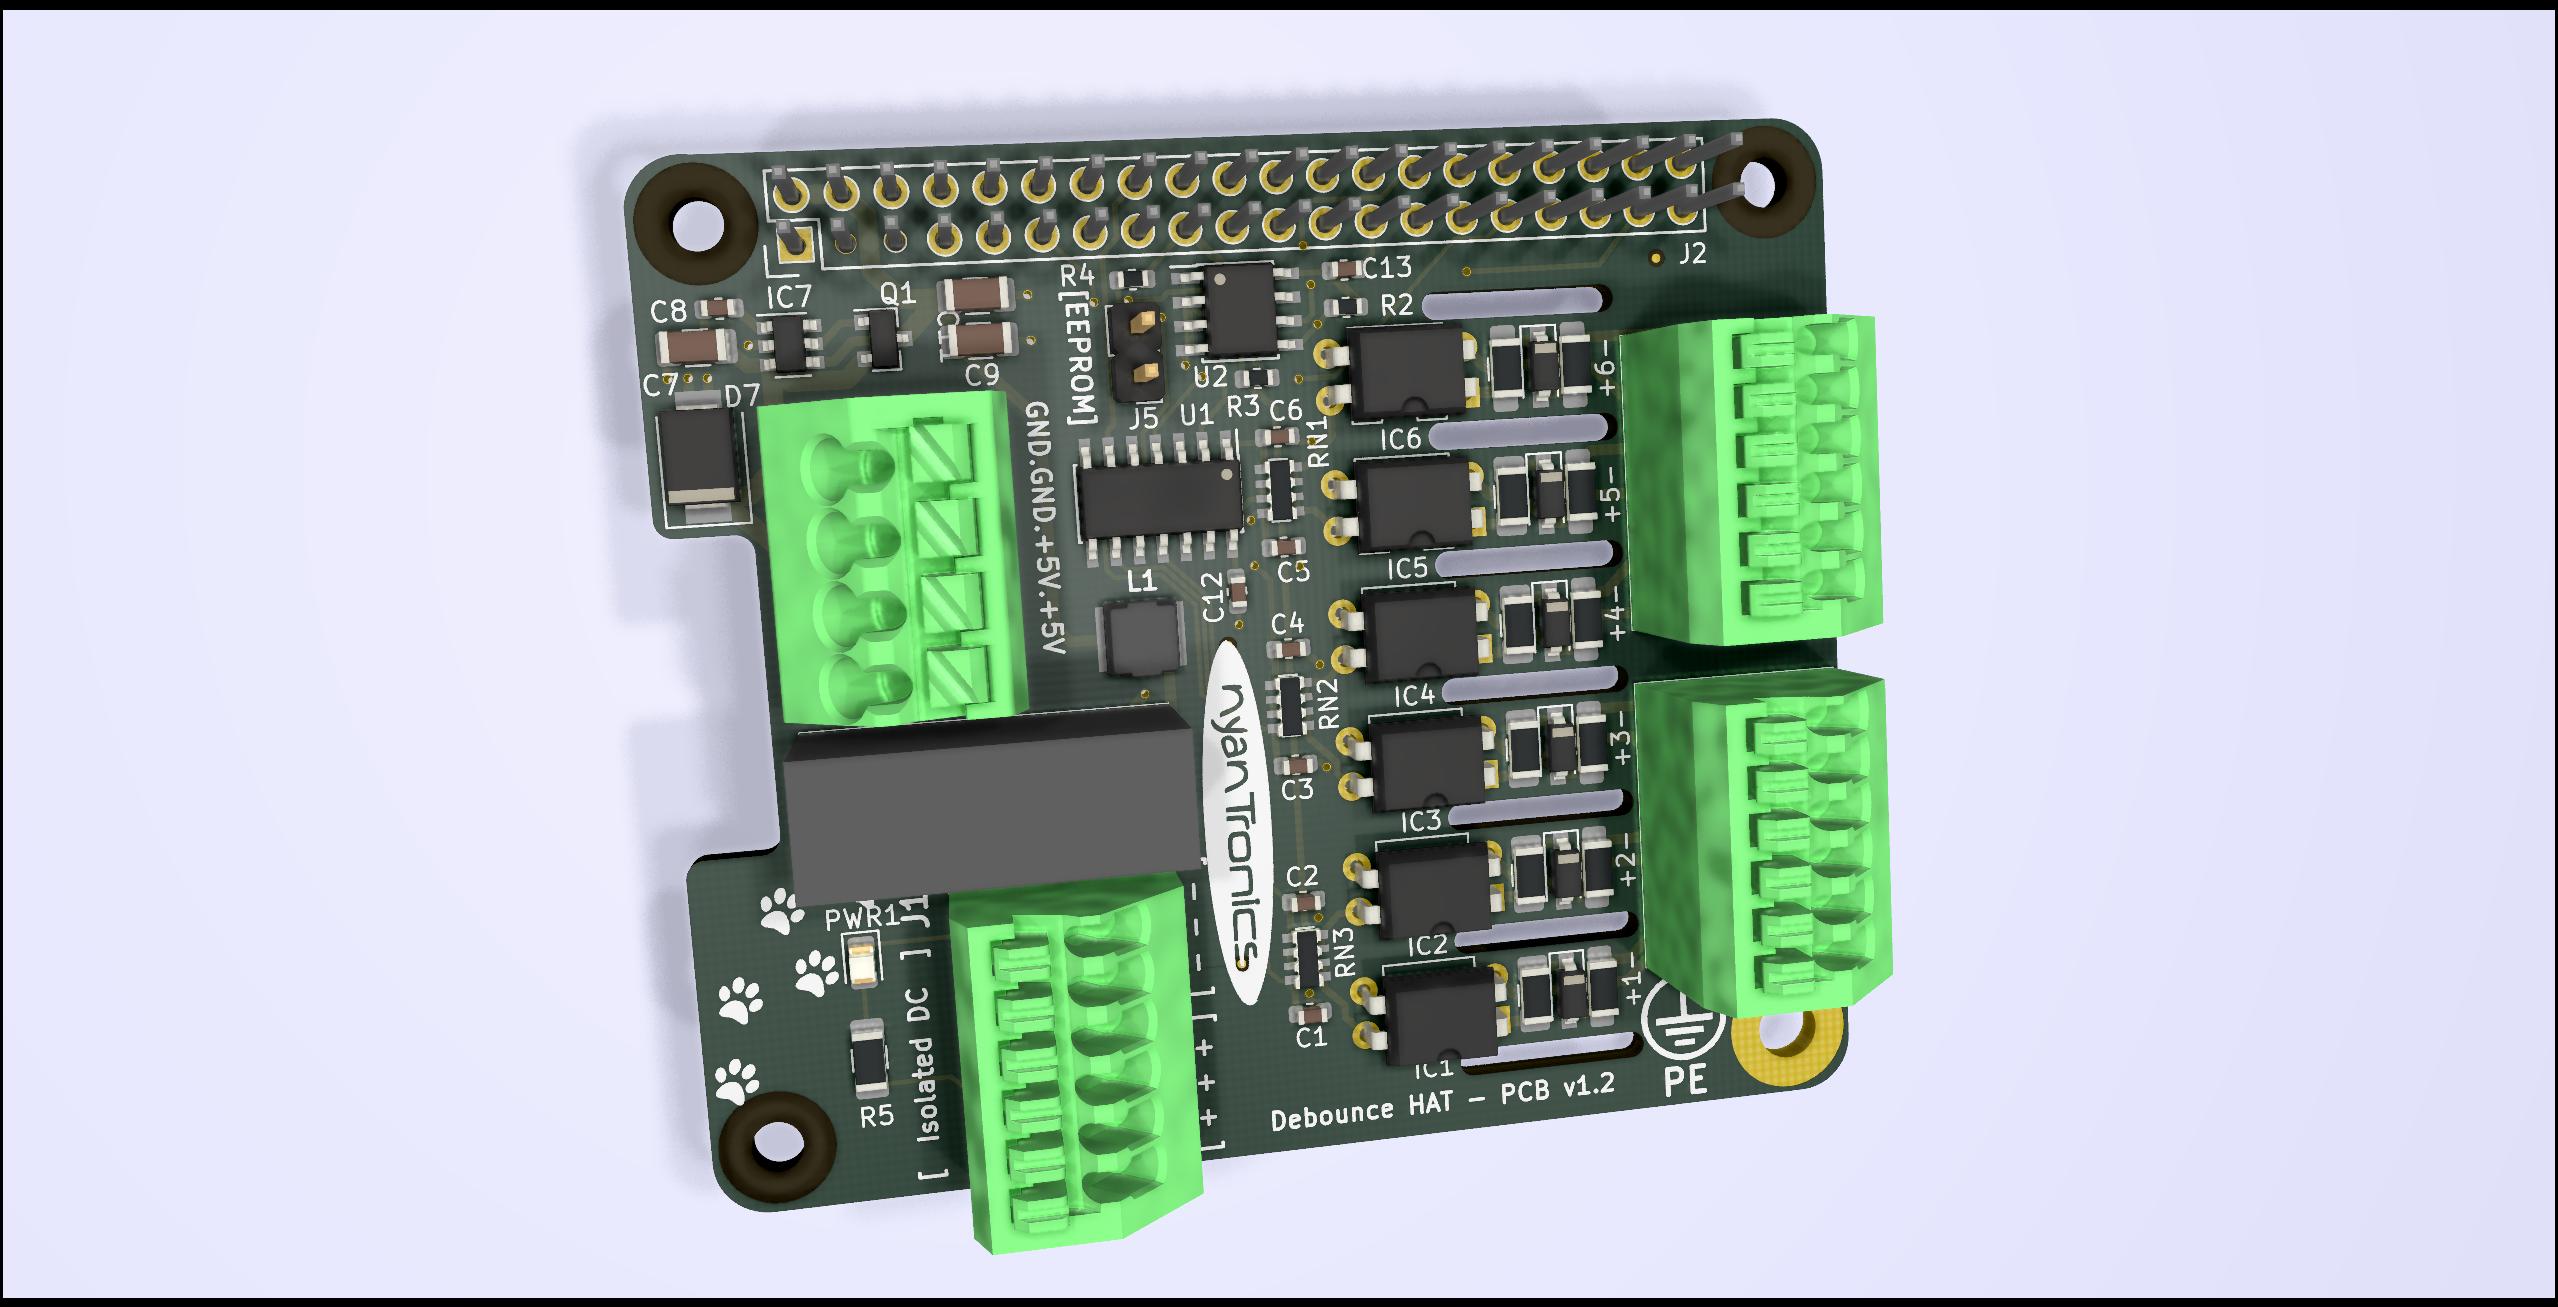 J2
IC7
Q1
R4
C13
C8
R2
[EEPROM]
C9
U2
C7
D7
J5
U1
R3
C6
RN1
IC6
+6-
GND.GND.+5V.+5V
+5-
IC5
C5
L1
C12
C4
+4-
IC4
RN2
nyanTronics
+3-
C3
IC3
C2
+2-
IC2
RN3
PWR1
J1
+1-
C1
IC1
[ Isolated DC ]
R5
PE
Debounce HAT - PCB v1.2